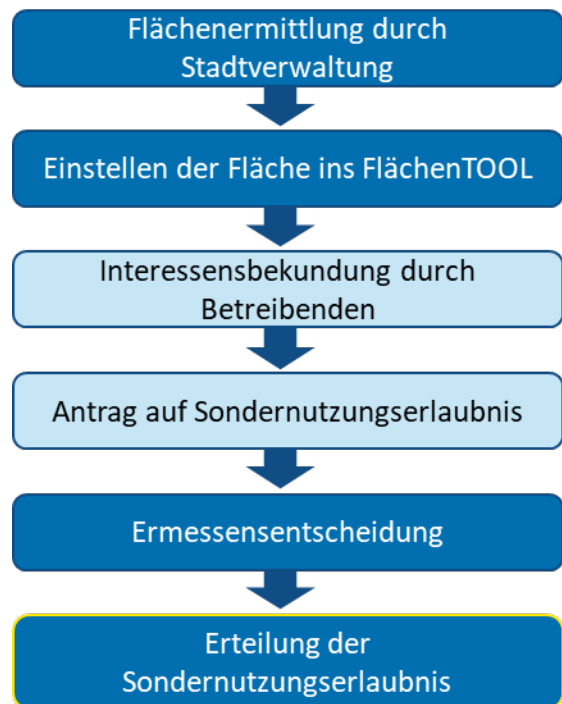 Flächenermittlung durch
Stadtverwaltung
Einstellen der Fläche ins FlächenTOOL
Interessensbekundung durch
Betreibenden
Antrag auf Sondernutzungserlaubnis
Ermessensentscheidung
Erteilung der
Sondernutzungserlaubnis